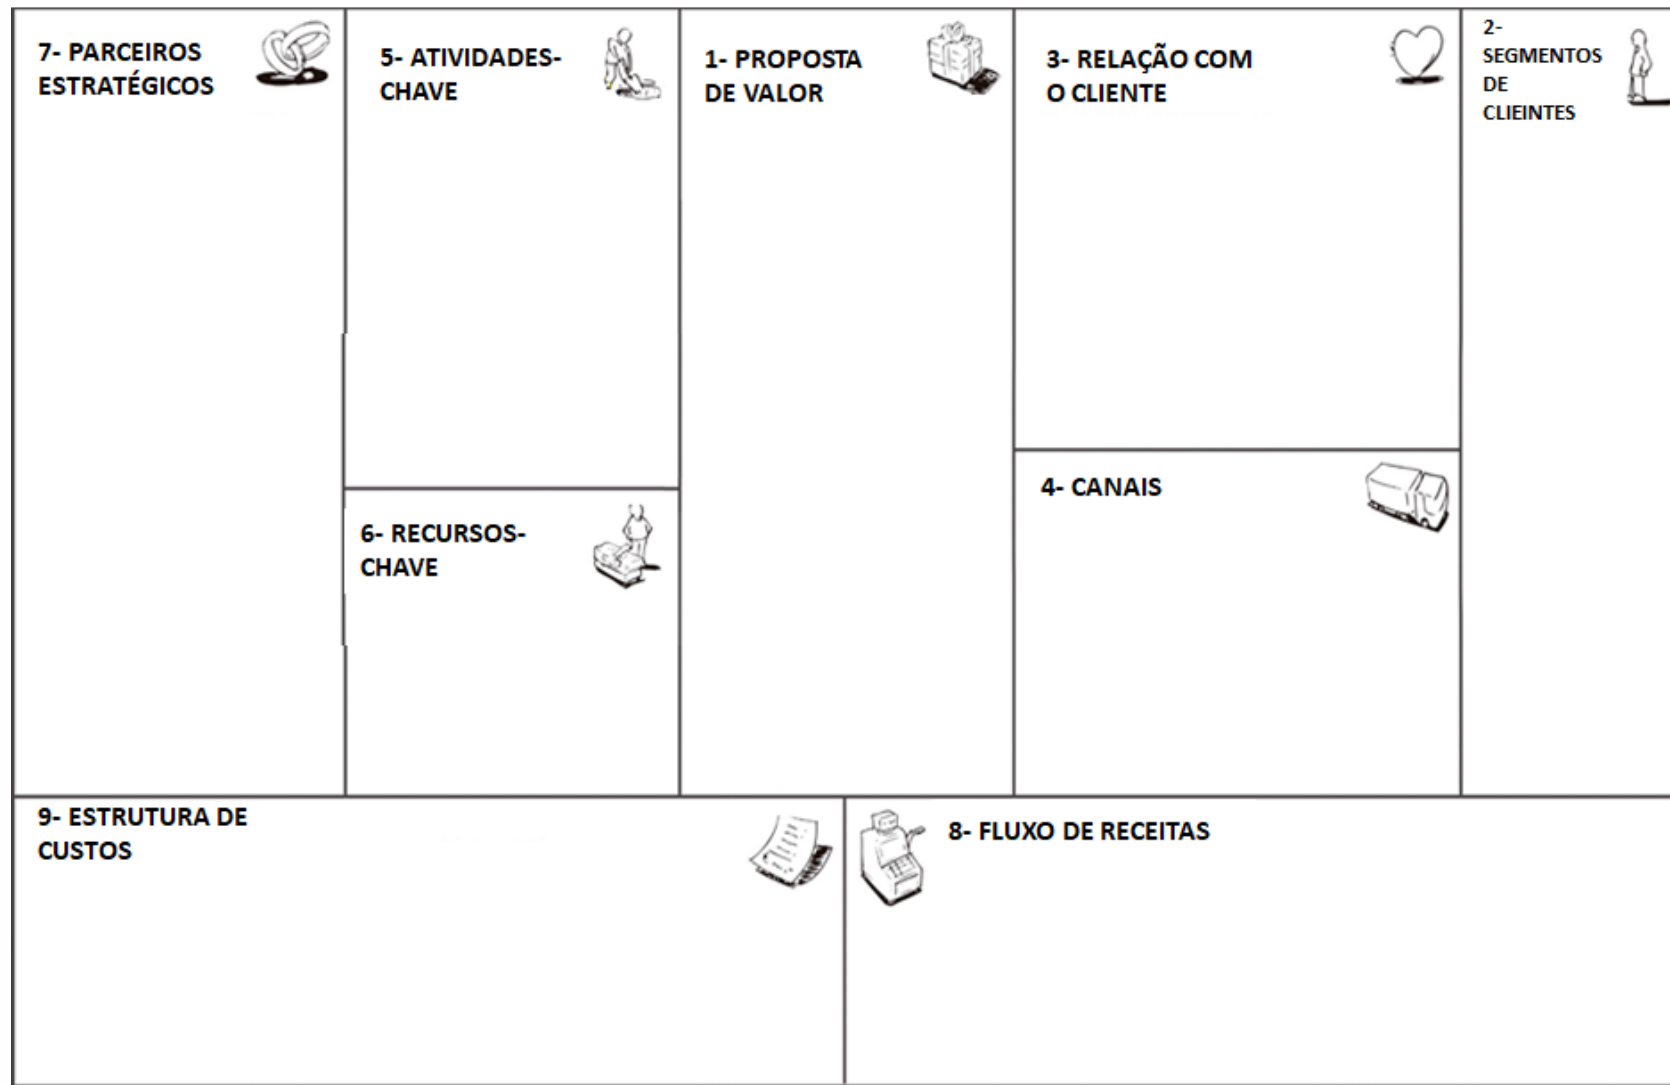 7- PARCEIROS
ESTRATÉGICOS
5- ATIVIDADES-
CHAVE
1- PROPOSTA
DE VALOR
3- RELAÇÃO COM
O CLIENTE
2-
SEGMENTOS
DE
CLIEINTES
6- RECURSOS-
CHAVE
4- CANAIS
9- ESTRUTURA DE
CUSTOS
8- FLUXO DE RECEITAS